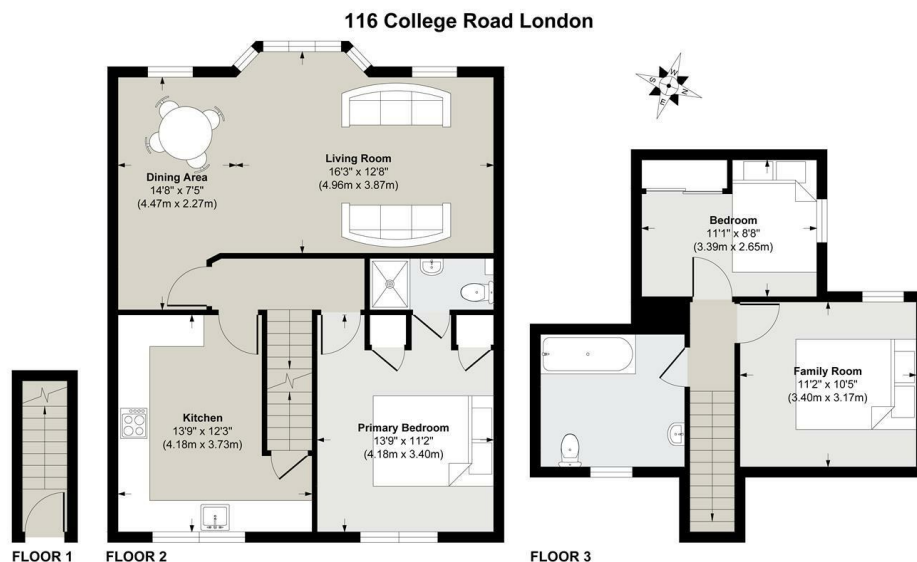 116 College Road London
S
W
E
N
Dining Area
14'8" x 7'5"
(4.47m x 2.27m)
Living Room
16'3" x 12'8"
(4.96m x 3.87m)
Kitchen
13'9" x 12'3"
(4.18m x 3.73m)
Primary Bedroom
13'9" x 11'2"
(4.18m x 3.40m)
Bedroom
11'1" x 8'8"
(3.39m x 2.65m)
Family Room
11'2" x 10'5"
(3.40m x 3.17m)
FLOOR 1
FLOOR 2
FLOOR 3